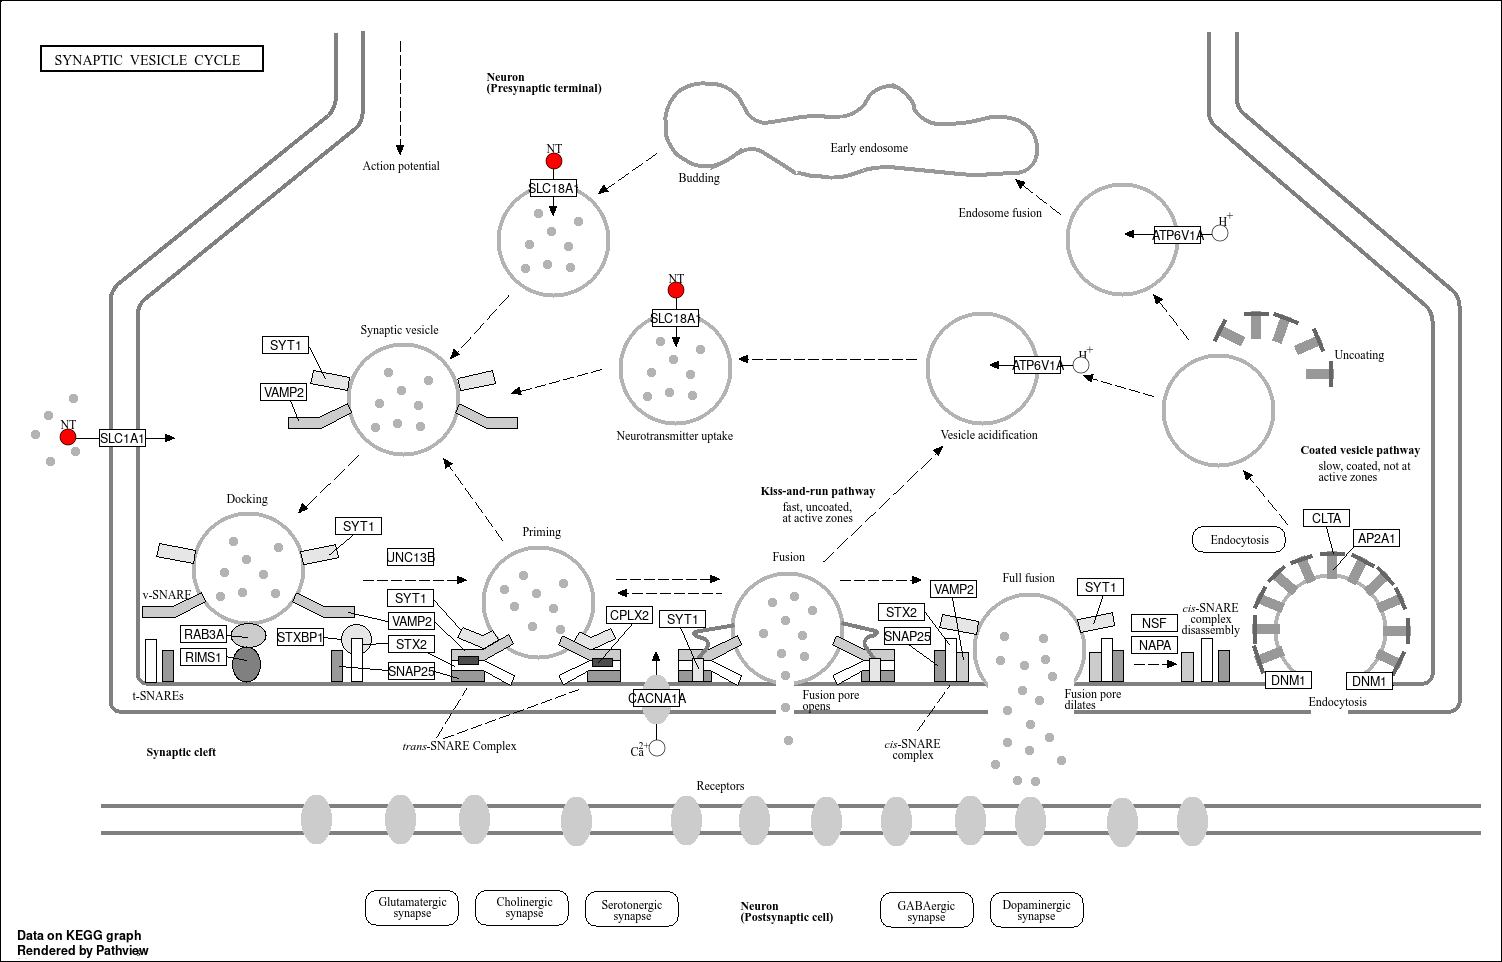 SYNAPTIC VESICLE CYCLE
Neuron
(Presynaptic terminal)
Action potential
NT
SLC18A1
Budding
Early endosome
Endosome fusion
ATP6V1A
H+
NT
SLC18A1
Synaptic vesicle
SYT1
VAMP2
NT
SLC1A1
Neurotransmitter uptake
ATP6V1A
H+
Vesicle acidification
Uncoating
Coated vesicle pathway
slow, coated, not at
active zones
Kiss-and-run pathway
fast, uncoated,
at active zones
Docking
SYT1
UNC13B
Priming
Fusion
Full fusion
Endocytosis
CLTA
AP2A1
v-SNARE
RAB3A
RIMS1
STXBP1
t-SNAREs
SYT1
VAMP2
STX2
SNAP25
CPLX2
SYT1
CACNA1A
Ca2+
trans-SNARE Complex
Fusion pore
opens
STX2
SNAP25
VAMP2
SYT1
cis-SNARE
complex
Fusion pore
dilates
NSF
NAPA
cis-SNARE
complex
disassembly
DNM1
DNM1
Endocytosis
Synaptic cleft
Receptors
Glutamatergic
synapse
Cholinergic
synapse
Serotonergic
synapse
Neuron
(Postsynaptic cell)
GABAergic
synapse
Dopaminergic
synapse
Data on KEGG graph
Rendered by Pathview